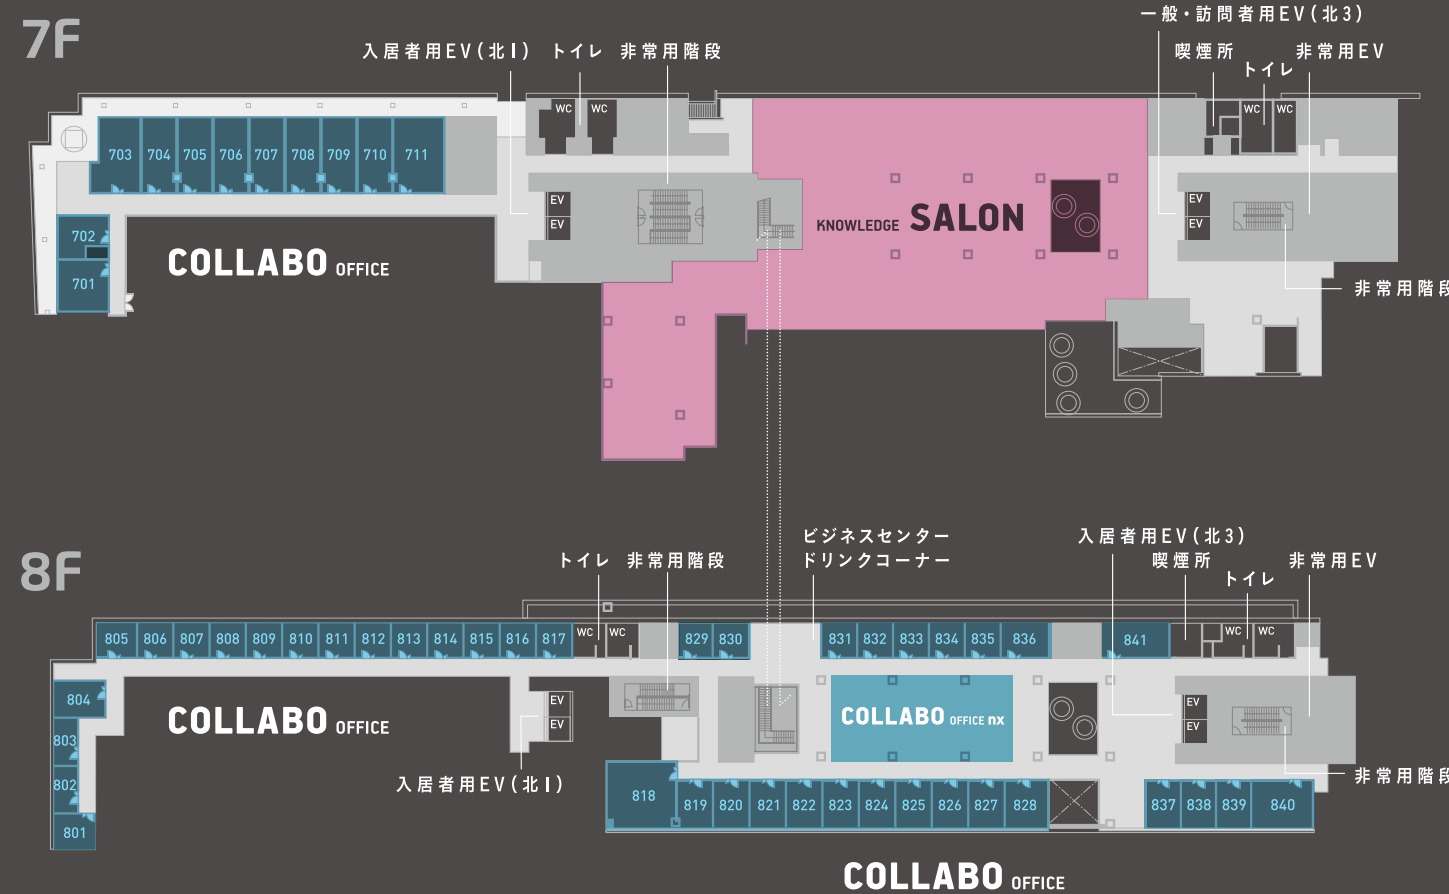 7F
一般・訪問者用EV(北3)
入居者用EV(北1)
トイレ
非常用階段
喫煙所
トイレ
非常用EV
WC
WC
WC
WC
703
704
705
706
707
708
709
710
711
EV
EV
EV
EV
702
701
COLLABO OFFICE
KNOWLEDGE SALON
非常用階段
8F
ビジネスセンター
ドリンクコーナー
入居者用EV(北3)
トイレ
非常用階段
喫煙所
トイレ
非常用EV
805
806
807
808
809
810
811
812
813
814
815
816
817
WC
WC
829
830
831
832
833
834
835
836
841
WC
WC
804
803
802
801
COLLABO OFFICE
EV
EV
COLLABO OFFICE nx
EV
EV
入居者用EV(北1)
非常用階段
818
819
820
821
822
823
824
825
826
827
828
837
838
839
840
COLLABO OFFICE